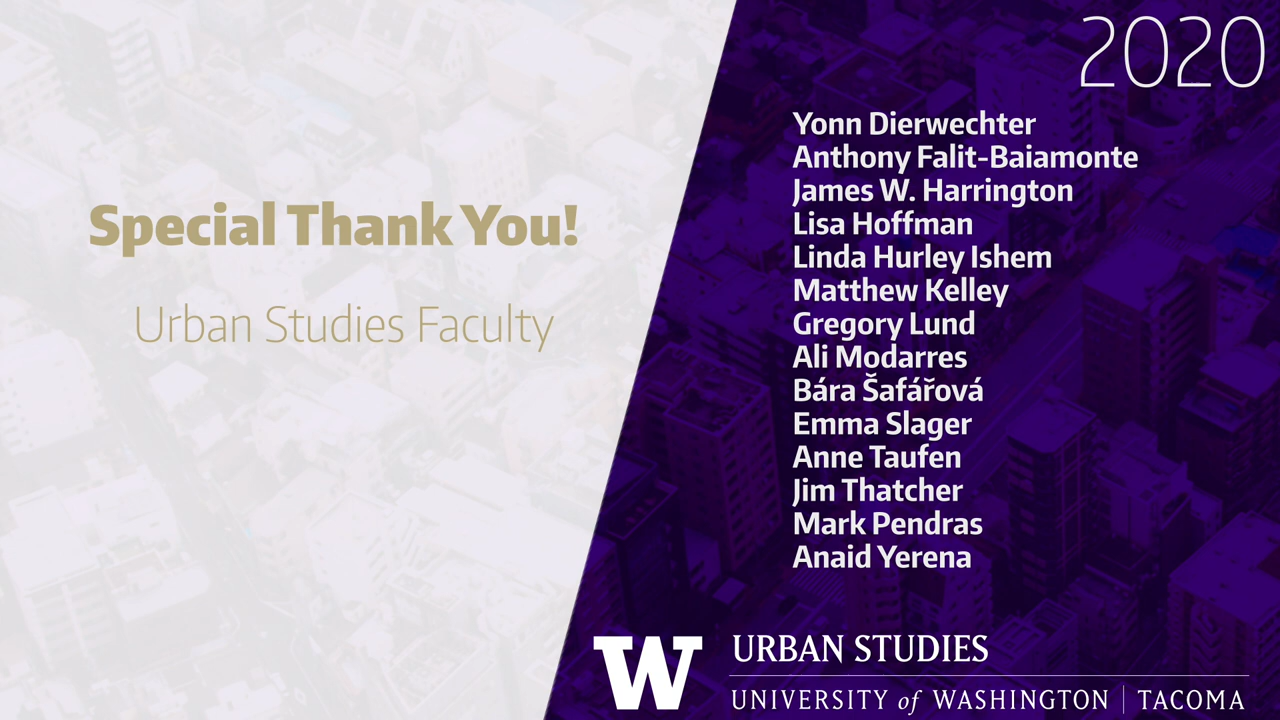 Special Thank You!
Urban Studies Faculty
2020
Yonn Dierwechter
Anthony Falit-Baiamonte
James W. Harrington
Lisa Hoffman
Linda Hurley Ishem
Matthew Kelley
Gregory Lund
Ali Modarres
Bára Šafářová
Emma Slager
Anne Taufen
Jim Thatcher
Mark Pendras
Anaid Yerena
W URBAN STUDIES
UNIVERSITY of WASHINGTON | TACOMA